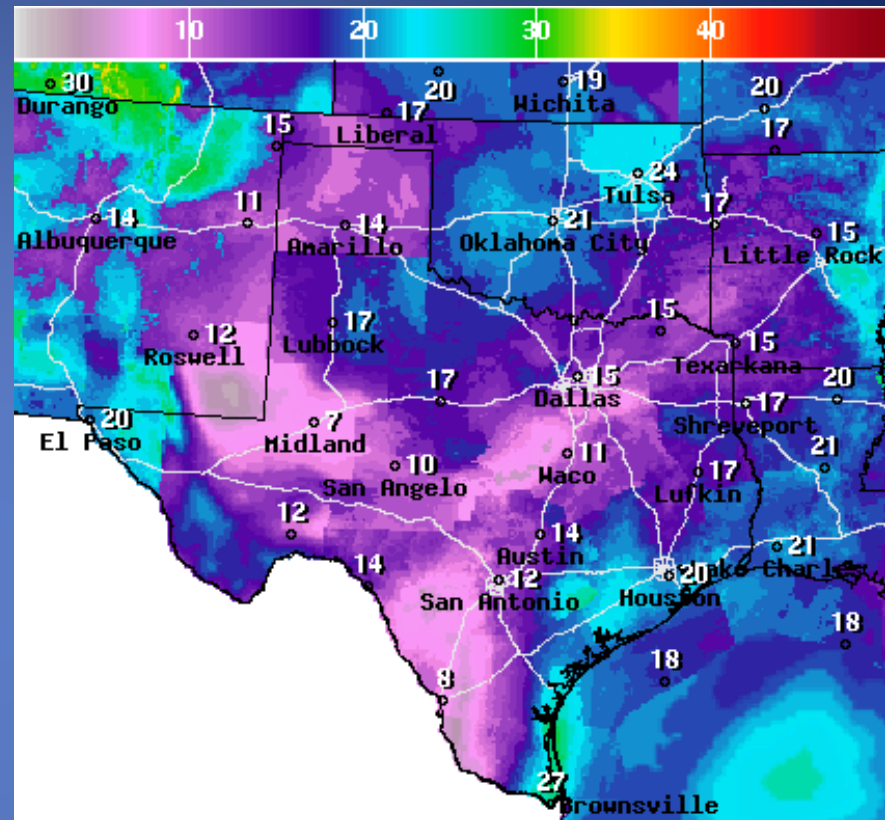 10 20 30 40
30 20 19 20
Durango Wichita
17 17
Liberal
15
24
Tulsa
14 11 14 21 17 15
Albuquerque Amarillo Oklahoma City Little Rock
12 17 15 15
Roswell Lubbock Texarkana
15
Dallas
20 7 17 17 20
El Paso Midland Shreveport
10 11 17 21
San Angelo Waco Lufkin
12 14 21
Austin
14 12 20
San Antonio Houston
18 18
8
27
Brownsville